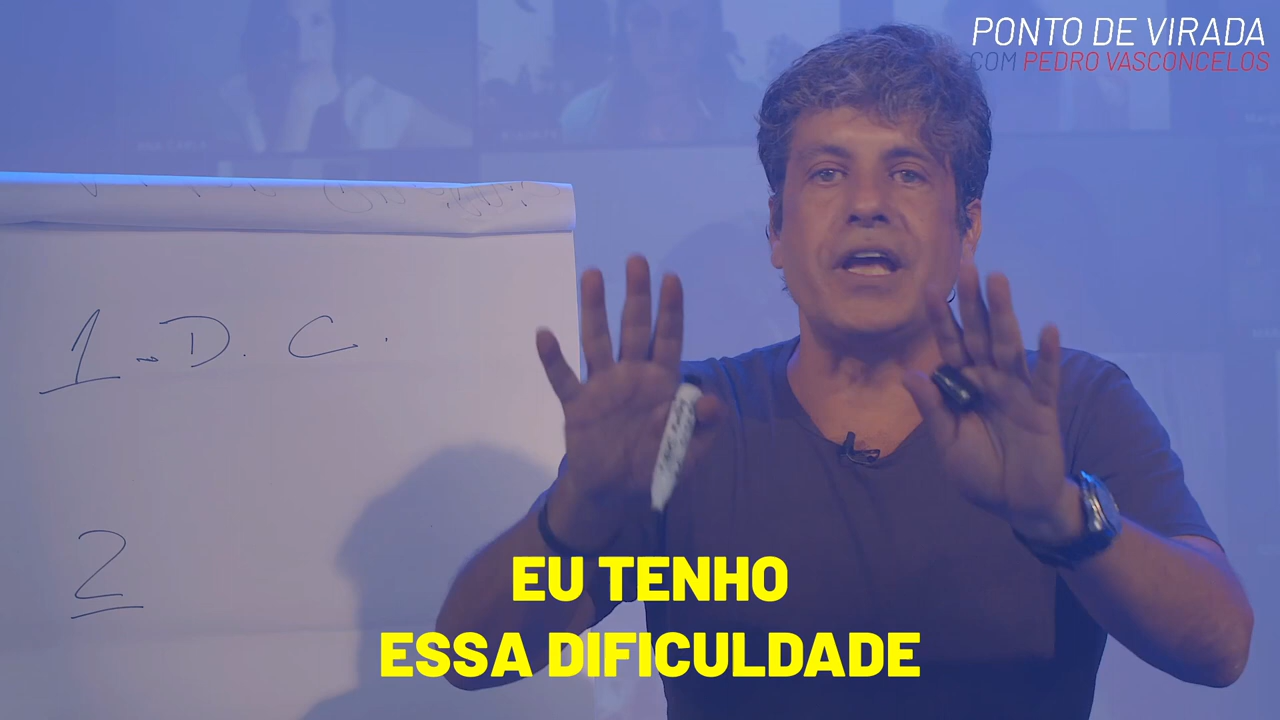 PONTO DE VIRADA
COM PEDRO VASCONCELOS
1. D. C.
2
EU TENHO
ESSA DIFICULDADE